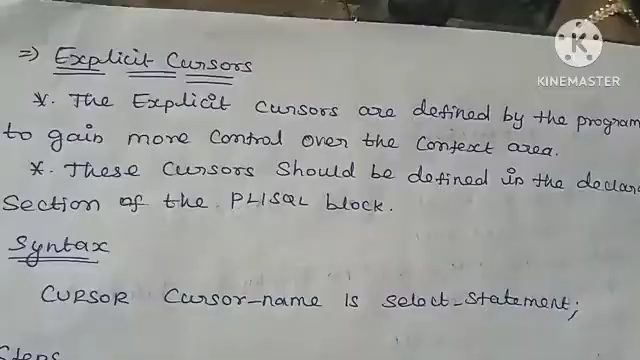 ⇒ Explicit Cursors
*. The Explicit Cursors are defined by the program
to gain more control over the context area.
*. These Cursors should be defined in the declara
Section of the PL/SQL block.
Syntax
CURSOR Cursor-name is select-statement;
Steps
K
KINEMASTER